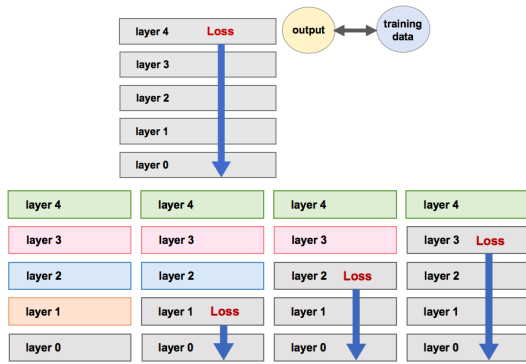 layer 4 Loss
output
training
data
layer 3
layer 2
layer 1
layer 0
layer 4 layer 4 layer 4 layer 4
layer 3 layer 3 layer 3 layer 3 Loss
layer 2 layer 2 layer 2 Loss layer 2
layer 1 layer 1 Loss layer 1 layer 1
layer 0 layer 0 layer 0 layer 0